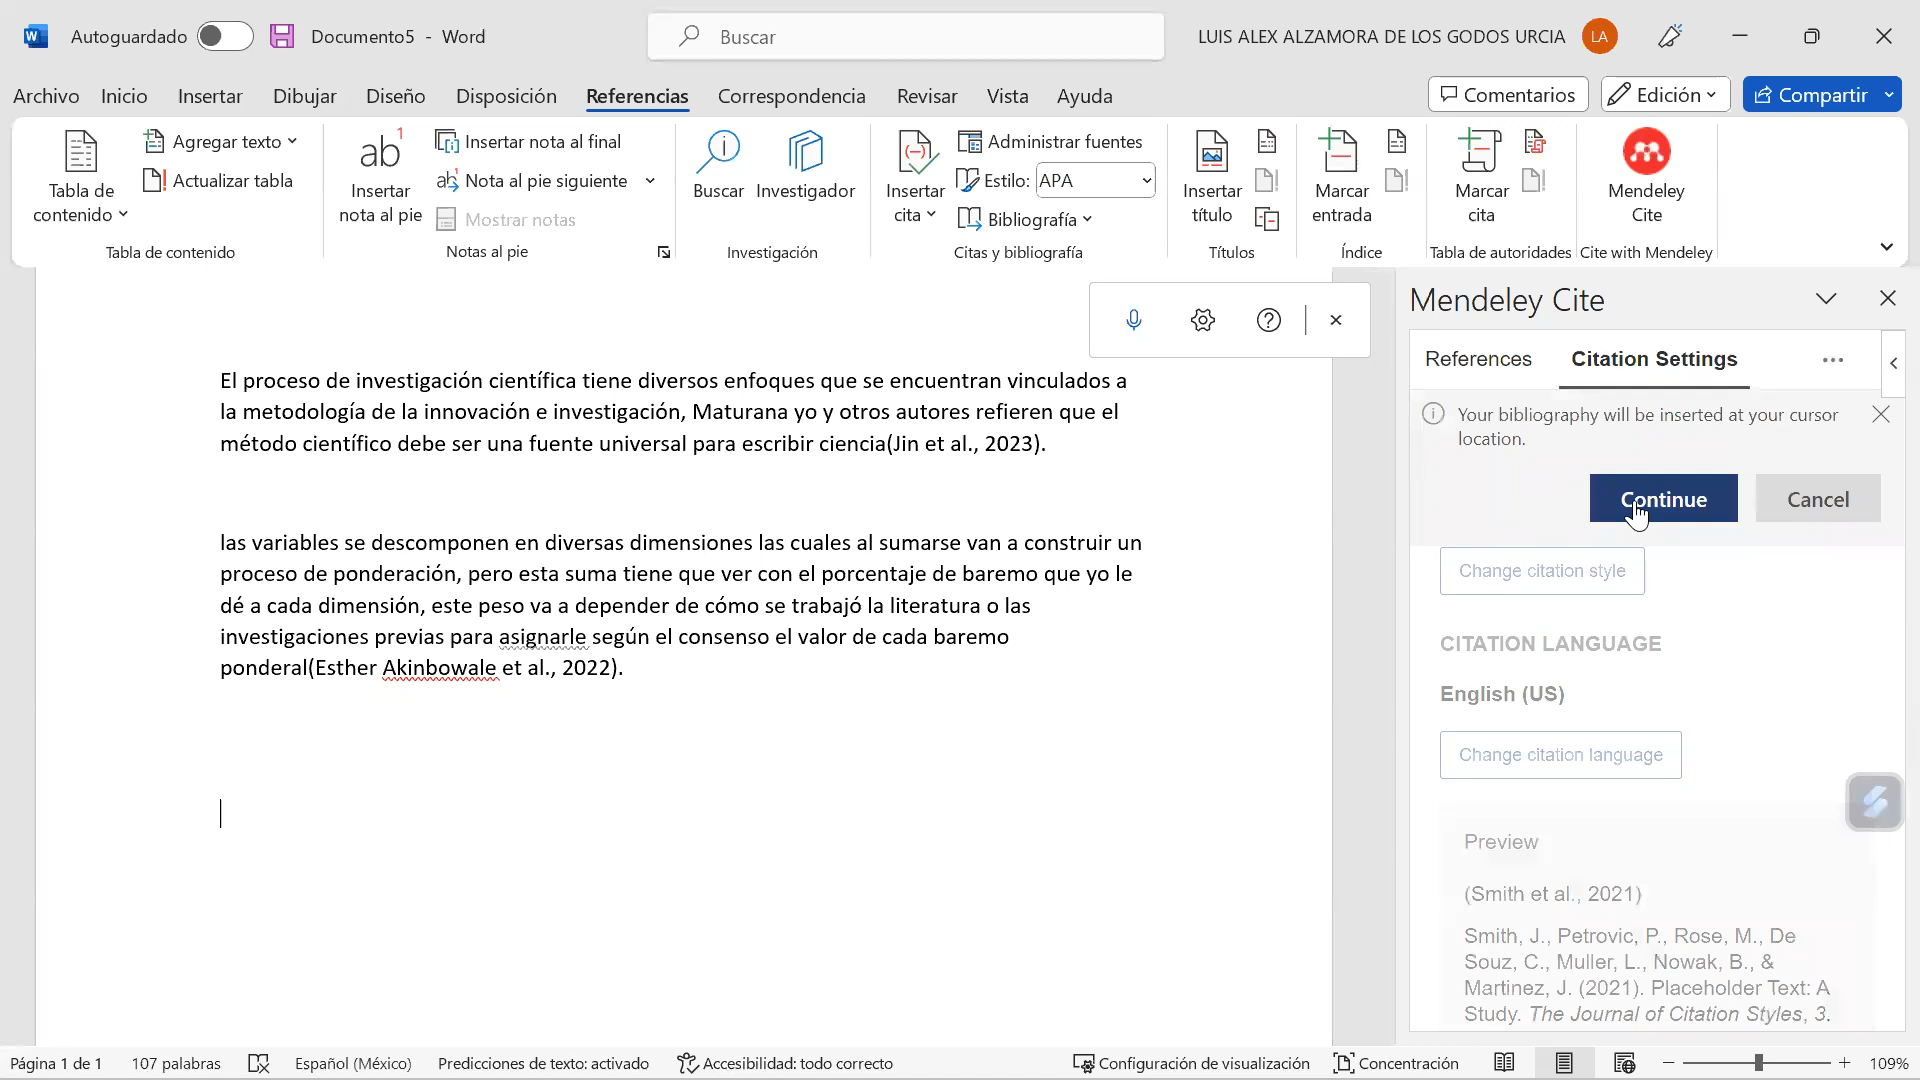 Autoguardado
Documento5 - Word
Buscar
LUIS ALEX ALZAMORA DE LOS GODOS URCIA
LA
Archivo Inicio Insertar Dibujar Diseño Disposición Referencias Correspondencia Revisar Vista Ayuda
Comentarios Edición Compartir
Tabla de contenido
Agregar texto
Actualizar tabla
Tabla de contenido
ab1
Insertar nota al pie
Insertar nota al final
ab1 Nota al pie siguiente
Mostrar notas
Notas al pie
Buscar
Investigador
Investigación
Insertar cita
Administrar fuentes
Estilo: APA
Bibliografía
Citas y bibliografía
Insertar título
Títulos
Marcar entrada
Índice
Marcar cita
Tabla de autoridades
Mendeley Cite
Cite with Mendeley
El proceso de investigación científica tiene diversos enfoques que se encuentran vinculados a
la metodología de la innovación e investigación, Maturana yo y otros autores refieren que el
método científico debe ser una fuente universal para escribir ciencia(Jin et al., 2023).
las variables se descomponen en diversas dimensiones las cuales al sumarse van a construir un
proceso de ponderación, pero esta suma tiene que ver con el porcentaje de baremo que yo le
dé a cada dimensión, este peso va a depender de cómo se trabajó la literatura o las
investigaciones previas para asignarle según el consenso el valor de cada baremo
ponderal(Esther Akinbowale et al., 2022).
Mendeley Cite
References Citation Settings
Your bibliography will be inserted at your cursor
location.
Continue Cancel
Change citation style
CITATION LANGUAGE
English (US)
Change citation language
Preview
(Smith et al., 2021)
Smith, J., Petrovic, P., Rose, M., De
Souz, C., Muller, L., Nowak, B., &
Martinez, J. (2021). Placeholder Text: A
Study. The Journal of Citation Styles, 3.
Página 1 de 1 107 palabras Español (México) Predicciones de texto: activado Accesibilidad: todo correcto Configuración de visualización Concentración 109%